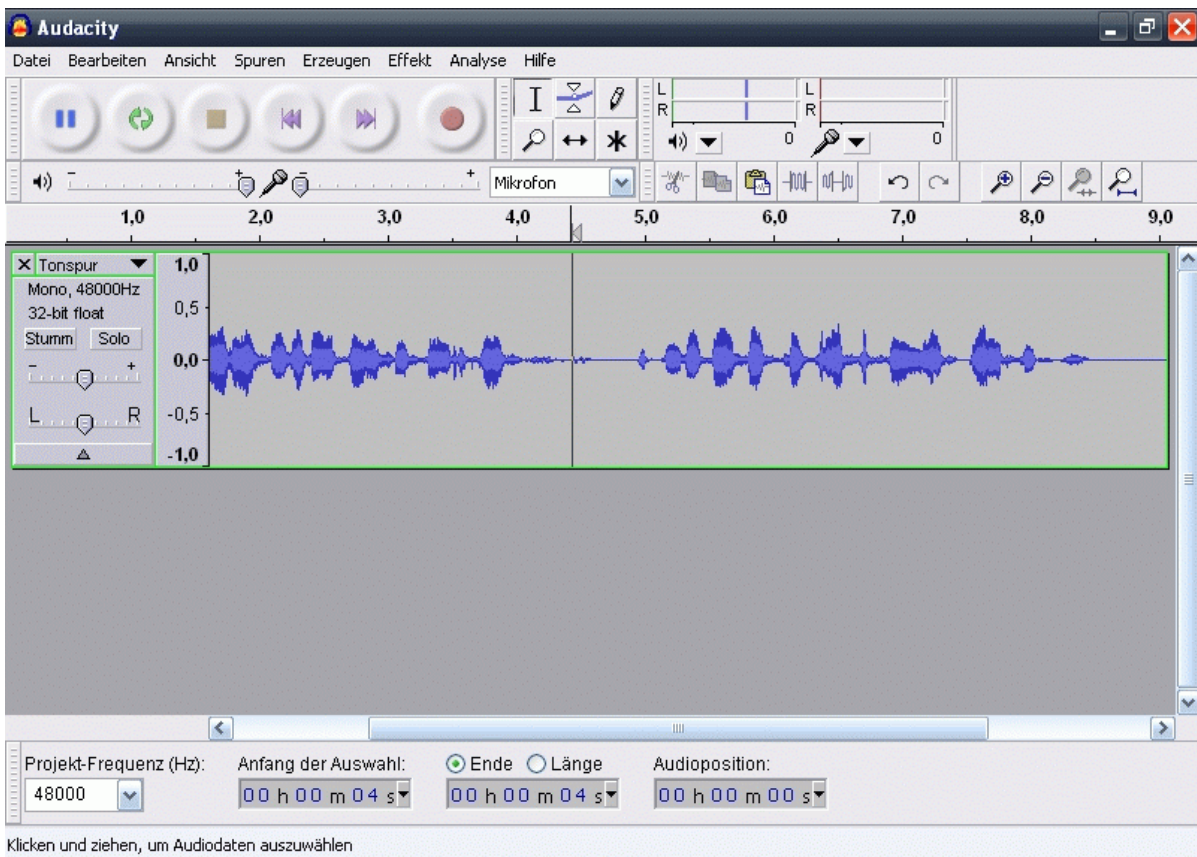 Audacity
Datei Bearbeiten Ansicht Spuren Erzeugen Effekt Analyse Hilfe
L L
R R
0 0
- + - + Mikrofon
1,0 2,0 3,0 4,0 5,0 6,0 7,0 8,0 9,0
X Tonspur 1,0
Mono, 48000Hz
32-bit float 0,5
Stumm Solo
- + 0,0
L R -0,5
-1,0
Projekt-Frequenz (Hz): Anfang der Auswahl: Ende Länge Audioposition:
48000 00 h 00 m 04 s 00 h 00 m 04 s 00 h 00 m 00 s
Klicken und ziehen, um Audiodaten auszuwählen